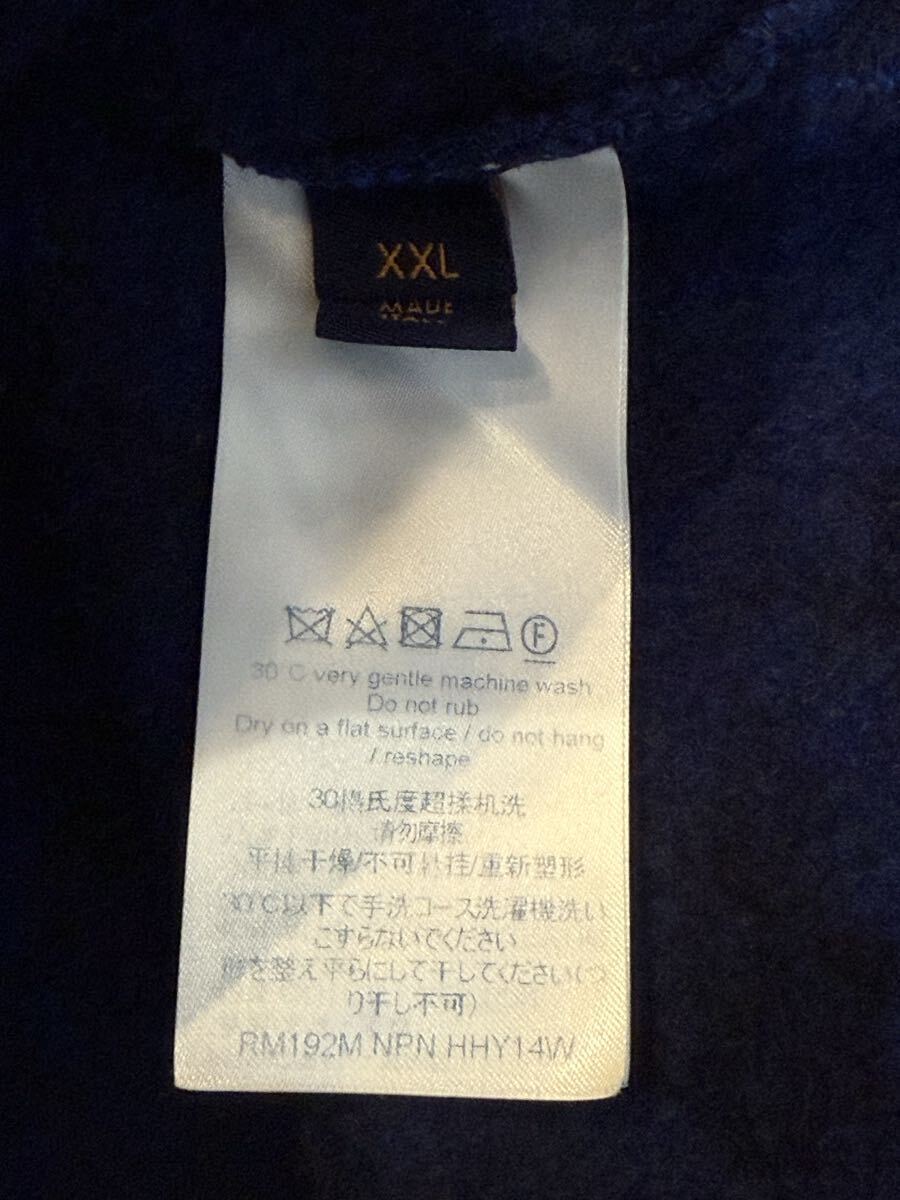 XXL
MADE
F
30°C very gentle machine wash
Do not rub
Dry on a flat surface / do not hang
/ reshape
30摄氏度超揉机洗
请勿摩擦
干燥/不可 挂/重新塑形
30°C以下で手洗コース洗濯機洗い
こすらないでください
形を整え平らにして干してください(つ
り干し不可)
RM192M NPN HHY14W